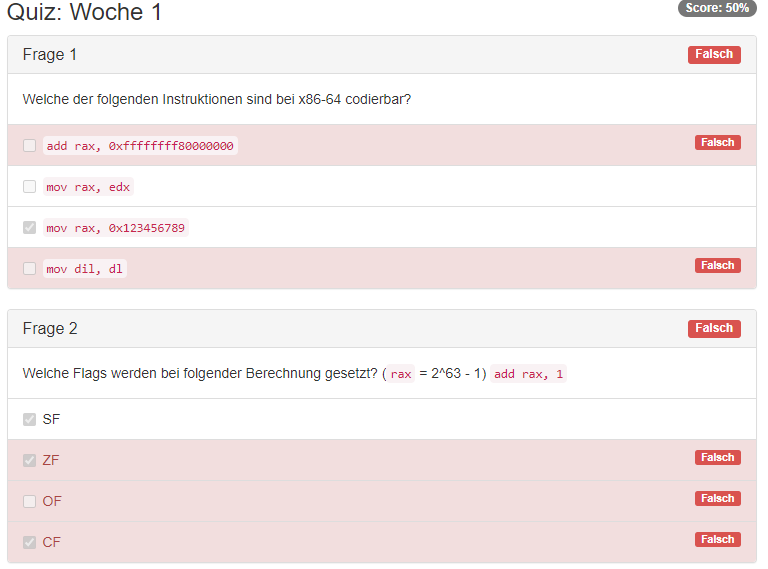 Quiz: Woche 1 Score: 50%
Frage 1 Falsch
Welche der folgenden Instruktionen sind bei x86-64 codierbar?
add rax, 0xffffffff80000000 Falsch
mov rax, edx
mov rax, 0x123456789
mov dil, dl Falsch
Frage 2 Falsch
Welche Flags werden bei folgender Berechnung gesetzt? ( rax = 2^63 - 1) add rax, 1
SF
ZF Falsch
OF Falsch
CF Falsch